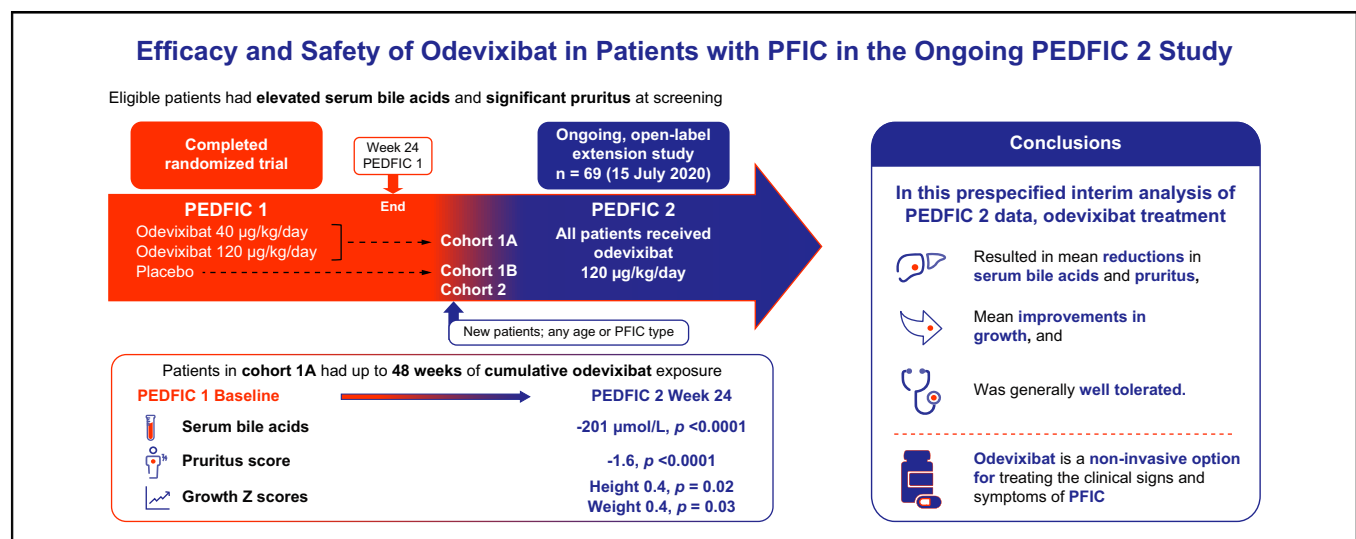 Efficacy and Safety of Odevixibat in Patients with PFIC in the Ongoing PEDFIC 2 Study
Eligible patients had elevated serum bile acids and significant pruritus at screening
Completed
randomized trial
Week 24
PEDFIC 1
Ongoing, open-label
extension study
n = 69 (15 July 2020)
End
PEDFIC 1
Odevixibat 40 µg/kg/day
Odevixibat 120 µg/kg/day
Placebo
Cohort 1A
Cohort 1B
Cohort 2
PEDFIC 2
All patients received
odevixibat
120 µg/kg/day
New patients; any age or PFIC type
Patients in cohort 1A had up to 48 weeks of cumulative odevixibat exposure
PEDFIC 1 Baseline
PEDFIC 2 Week 24
Serum bile acids
-201 µmol/L, p <0.0001
Pruritus score
-1.6, p <0.0001
Growth Z scores
Height 0.4, p = 0.02
Weight 0.4, p = 0.03
Conclusions
In this prespecified interim analysis of
PEDFIC 2 data, odevixibat treatment
Resulted in mean reductions in
serum bile acids and pruritus,
Mean improvements in
growth, and
Was generally well tolerated.
Odevixibat is a non-invasive option
for treating the clinical signs and
symptoms of PFIC